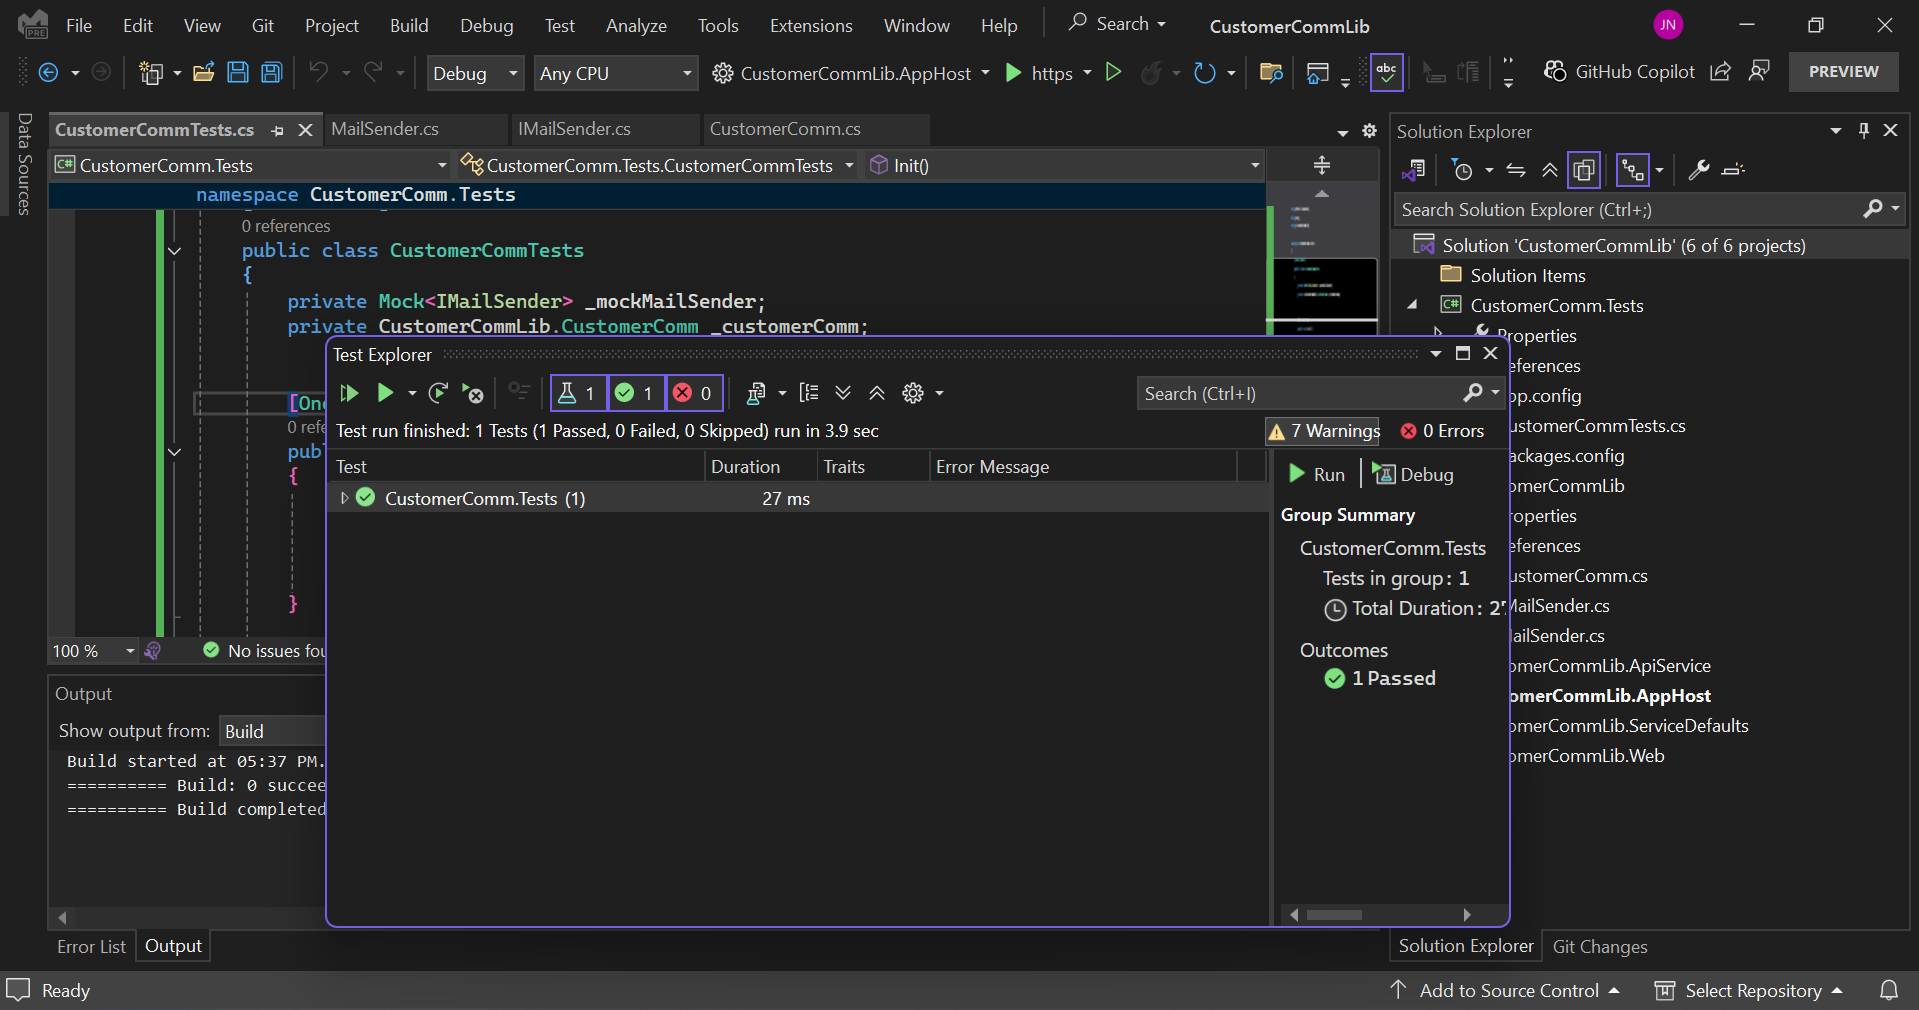 File Edit View Git Project Build Debug Test Analyze Tools Extensions Window Help Search CustomerCommLib JN
PRE
Debug Any CPU CustomerCommLib.AppHost https abc GitHub Copilot PREVIEW
Data Sources
CustomerCommTests.cs MailSender.cs IMailSender.cs CustomerComm.cs
C# CustomerComm.Tests CustomerComm.Tests.CustomerCommTests Init()
namespace CustomerComm.Tests
0 references
public class CustomerCommTests
{
private Mock<IMailSender> _mockMailSender;
private CustomerCommLib.CustomerComm _customerComm;
[One
0 refe
pub
{
}
100 % No issues fou
Output
Show output from: Build
Build started at 05:37 PM.
========== Build: 0 succee
========== Build completed
Error List Output
Test Explorer
1 1 0 Search (Ctrl+I)
Test run finished: 1 Tests (1 Passed, 0 Failed, 0 Skipped) run in 3.9 sec 7 Warnings 0 Errors
Test Duration Traits Error Message
CustomerComm.Tests (1) 27 ms
Run Debug
Group Summary
CustomerComm.Tests
Tests in group: 1
Total Duration: 27
Outcomes
1 Passed
Solution Explorer
Search Solution Explorer (Ctrl+;)
Solution 'CustomerCommLib' (6 of 6 projects)
Solution Items
C# CustomerComm.Tests
Properties
eferences
pp.config
ustomerCommTests.cs
ackages.config
omerCommLib
roperties
eferences
ustomerComm.cs
MailSender.cs
ailSender.cs
omerCommLib.ApiService
omerCommLib.AppHost
omerCommLib.ServiceDefaults
omerCommLib.Web
Solution Explorer Git Changes
Ready Add to Source Control Select Repository